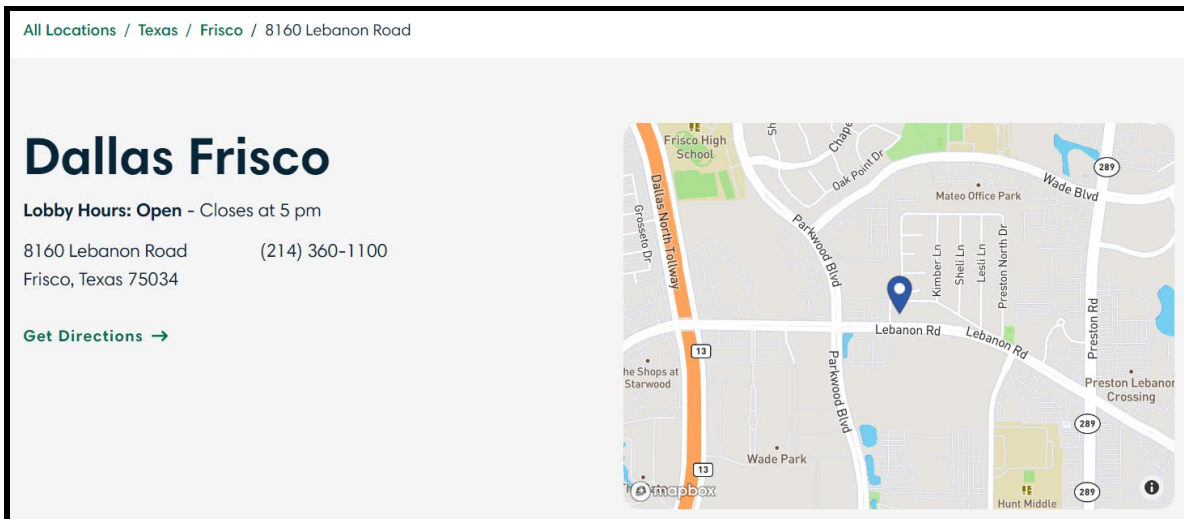 All Locations / Texas / Frisco / 8160 Lebanon Road
Dallas Frisco
Lobby Hours: Open - Closes at 5 pm
8160 Lebanon Road
(214) 360-1100
Frisco, Texas 75034
Get Directions →
Frisco High
School
Sh
Chape
Oak Point Dr
289
Wade Blvd
Mateo Office Park
Dallas North Tollway
Grosseto Dr
Parkwood Blvd
Kimber Ln
Sheli Ln
Lesli Ln
Preston North Dr
Preston Rd
Lebanon Rd
Lebanon Rd
13
he Shops at
Starwood
Parkwood Blvd
Preston Lebanon
Crossing
289
Wade Park
13
mapbox
289
Hunt Middle